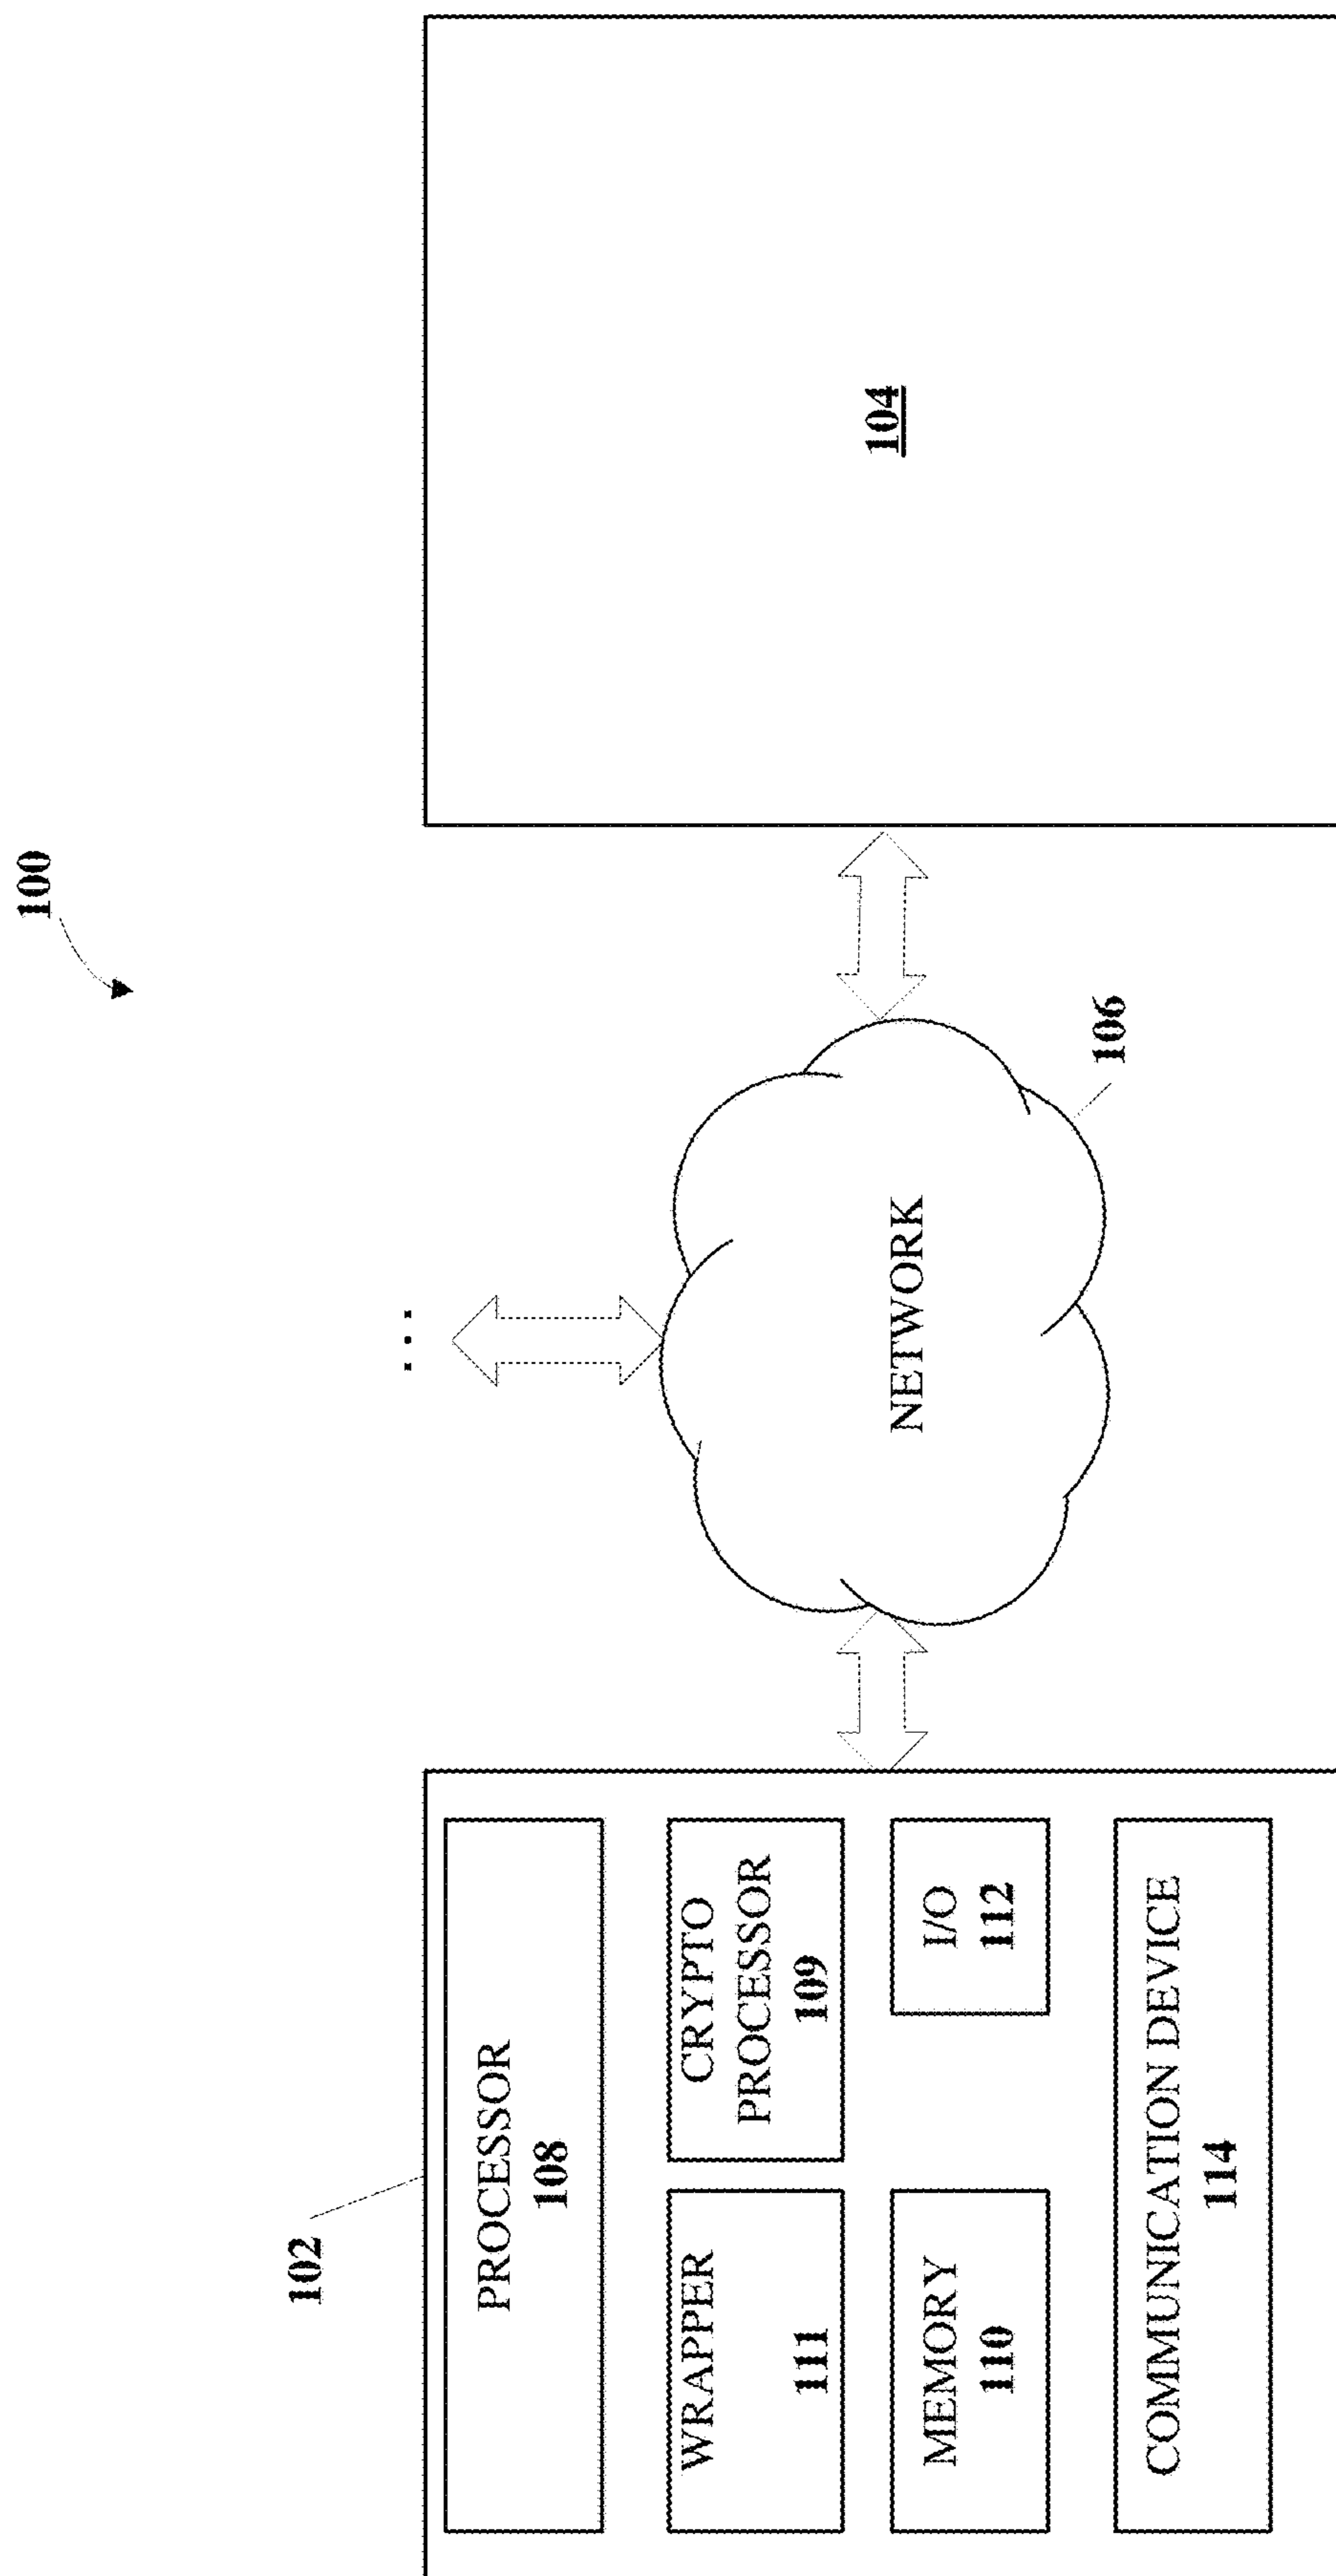 100
...
102
PROCESSOR
108
WRAPPER
111
CRYPTO
PROCESSOR
109
MEMORY
110
I/O
112
COMMUNICATION DEVICE
114
NETWORK
106
104